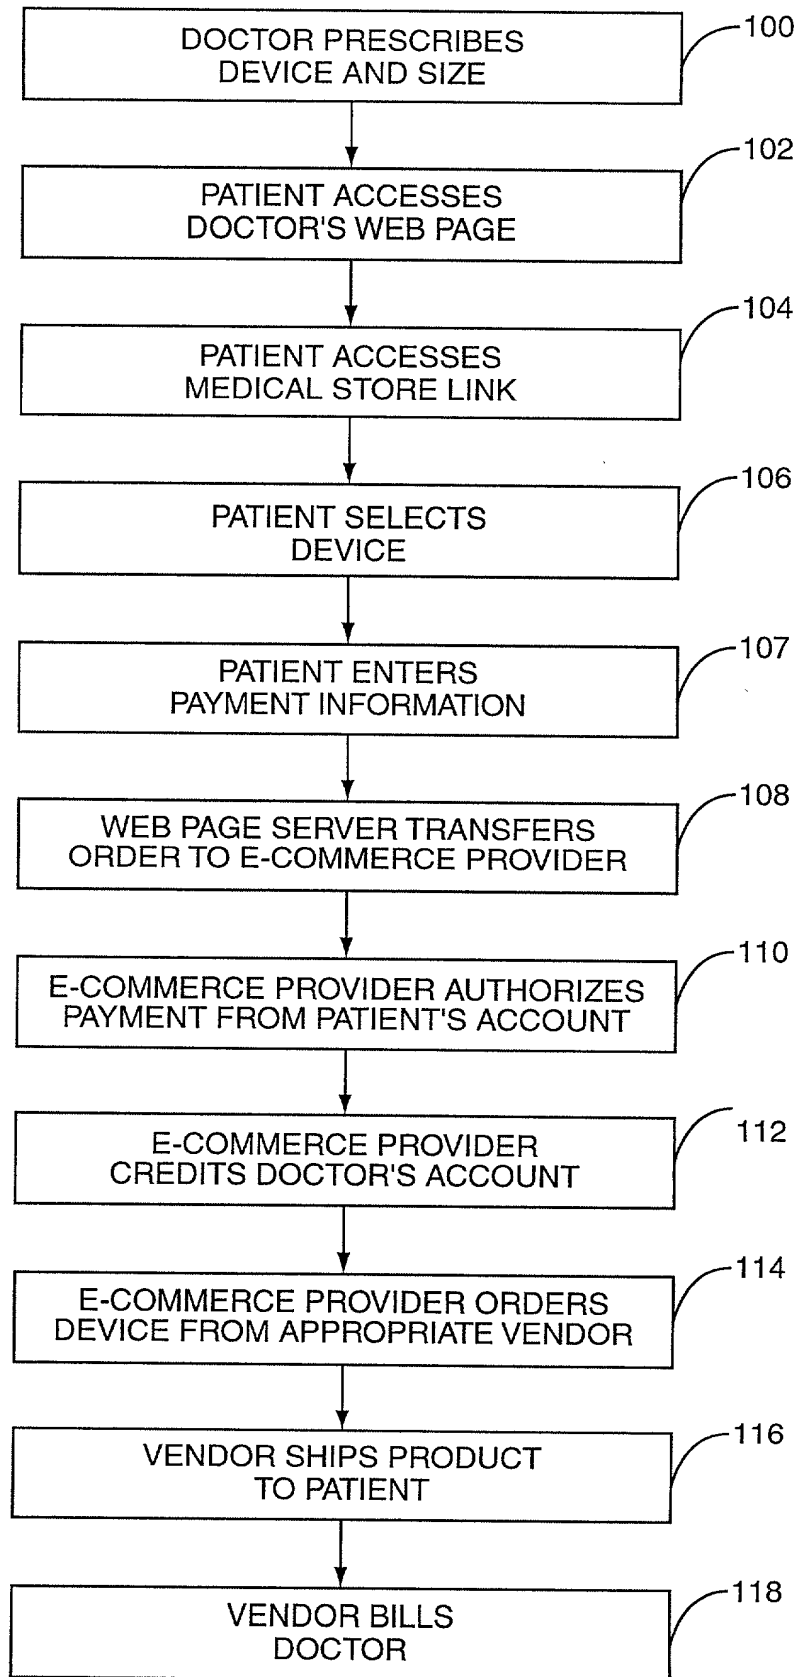 DOCTOR PRESCRIBES
DEVICE AND SIZE
100
PATIENT ACCESSES
DOCTOR'S WEB PAGE
102
PATIENT ACCESSES
MEDICAL STORE LINK
104
PATIENT SELECTS
DEVICE
106
PATIENT ENTERS
PAYMENT INFORMATION
107
WEB PAGE SERVER TRANSFERS
ORDER TO E-COMMERCE PROVIDER
108
E-COMMERCE PROVIDER AUTHORIZES
PAYMENT FROM PATIENT'S ACCOUNT
110
E-COMMERCE PROVIDER
CREDITS DOCTOR'S ACCOUNT
112
E-COMMERCE PROVIDER ORDERS
DEVICE FROM APPROPRIATE VENDOR
114
VENDOR SHIPS PRODUCT
TO PATIENT
116
VENDOR BILLS
DOCTOR
118